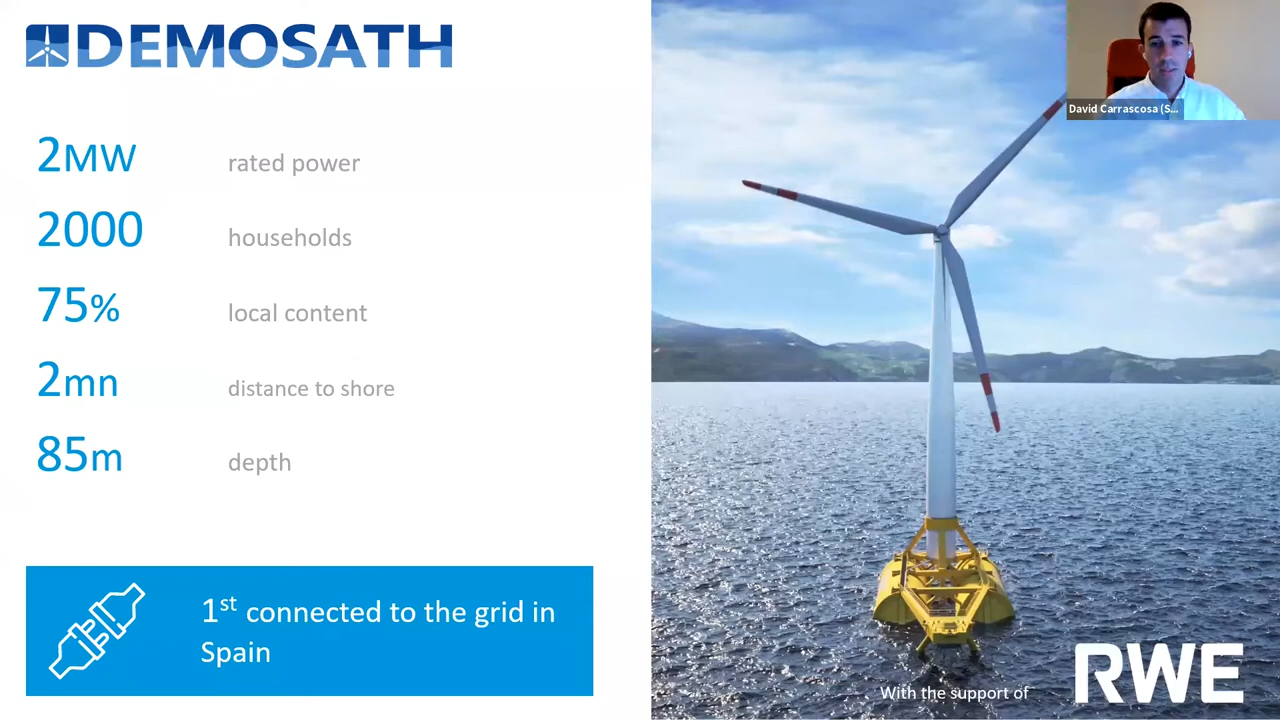 DEMOSATH
2MW rated power
2000 households
75% local content
2mn distance to shore
85m depth
1st connected to the grid in
Spain
David Carrascosa (S...
With the support of
RWE